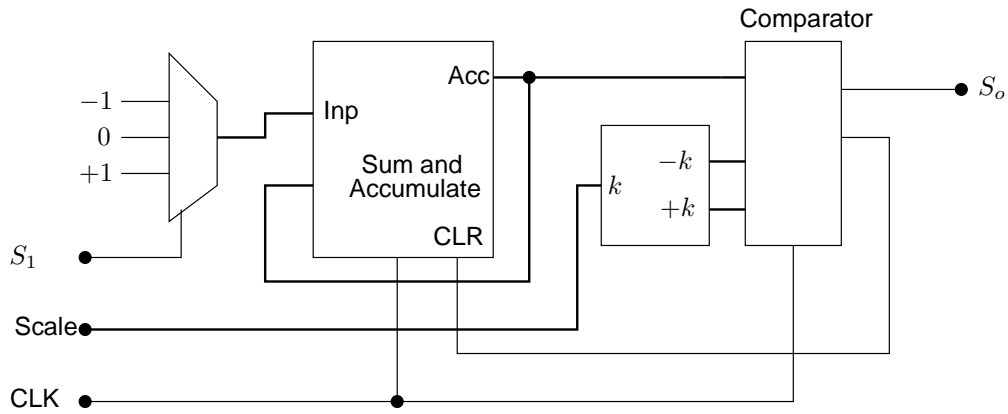 Comparator
Acc
−1
Inp
0
+1
Sum and
Accumulate
CLR
k
−k
+k
S_o
S_1
Scale
CLK